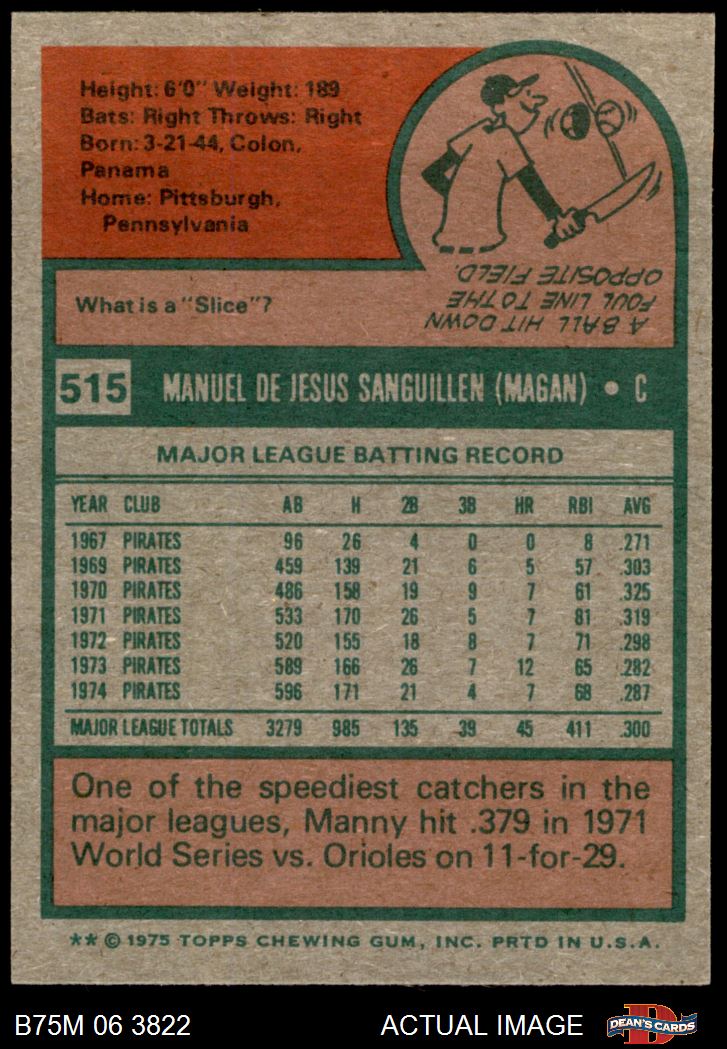 Height: 6'0" Weight: 189
Bats: Right Throws: Right
Born: 3-21-44, Colon,
Panama
Home: Pittsburgh,
Pennsylvania
What is a "Slice"?
A BALL HIT DOWN
FOUL LINE TO THE
OPPOSITE FIELD.
515 MANUEL DE JESUS SANGUILLEN (MAGAN) • C
MAJOR LEAGUE BATTING RECORD
YEAR CLUB AB H 2B 3B HR RBI AVG
1967 PIRATES 96 26 4 0 0 8 .271
1969 PIRATES 459 139 21 6 5 57 .303
1970 PIRATES 486 158 19 9 7 61 .325
1971 PIRATES 533 170 26 5 7 81 .319
1972 PIRATES 520 155 18 8 7 71 .298
1973 PIRATES 589 166 26 7 12 65 .282
1974 PIRATES 596 171 21 4 7 68 .287
MAJOR LEAGUE TOTALS 3279 985 135 39 45 411 .300
One of the speediest catchers in the
major leagues, Manny hit .379 in 1971
World Series vs. Orioles on 11-for-29.
** © 1975 TOPPS CHEWING GUM, INC. PRTD IN U.S.A.
B75M 06 3822 ACTUAL IMAGE DEAN'S CARDS